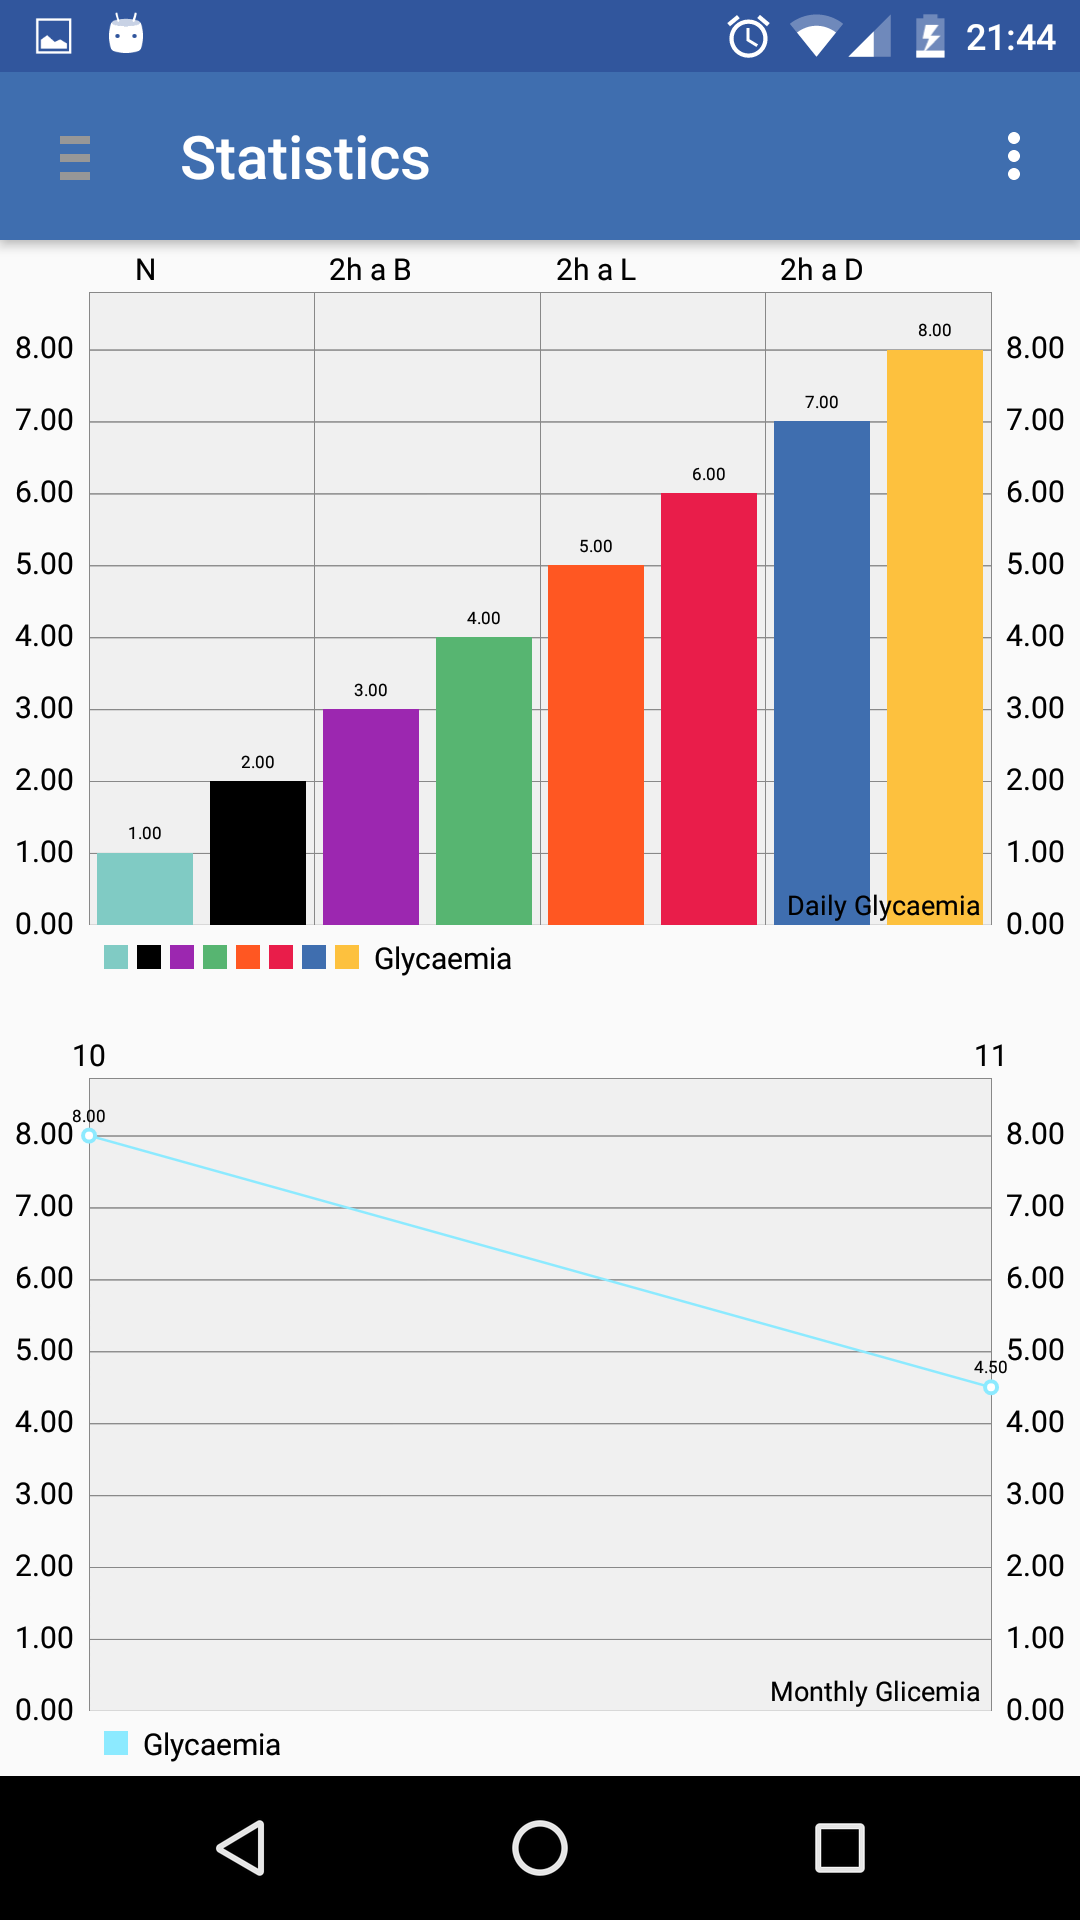 21:44
Statistics
N 2h a B 2h a L 2h a D
8.00 8.00 8.00
7.00 7.00 7.00
6.00 6.00 6.00
5.00 5.00 5.00
4.00 4.00 4.00
3.00 3.00 3.00
2.00 2.00 2.00
1.00 1.00 1.00
Daily Glycaemia
0.00 0.00
Glycaemia
10 11
8.00
8.00 8.00
7.00 7.00
6.00 6.00
5.00 5.00
4.50
4.00 4.00
3.00 3.00
2.00 2.00
1.00 1.00
Monthly Glicemia
0.00 0.00
Glycaemia